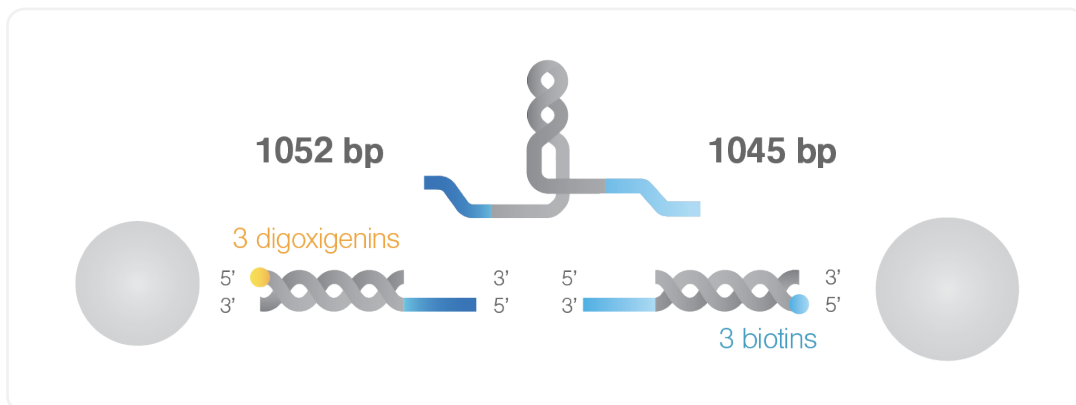 1052 bp
1045 bp
3 digoxigenins
5’ 3’ 5’ 3’
3’ 5’ 3’ 5’
3 biotins